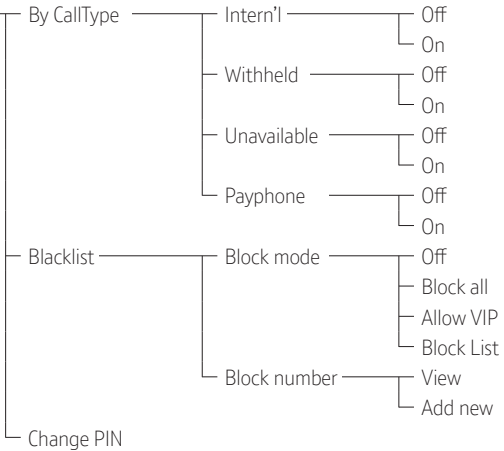 By CallType Intern'l Off
On
Withheld Off
On
Unavailable Off
On
Payphone Off
On
Blacklist Block mode Off
Block all
Allow VIP
Block List
Block number View
Add new
Change PIN